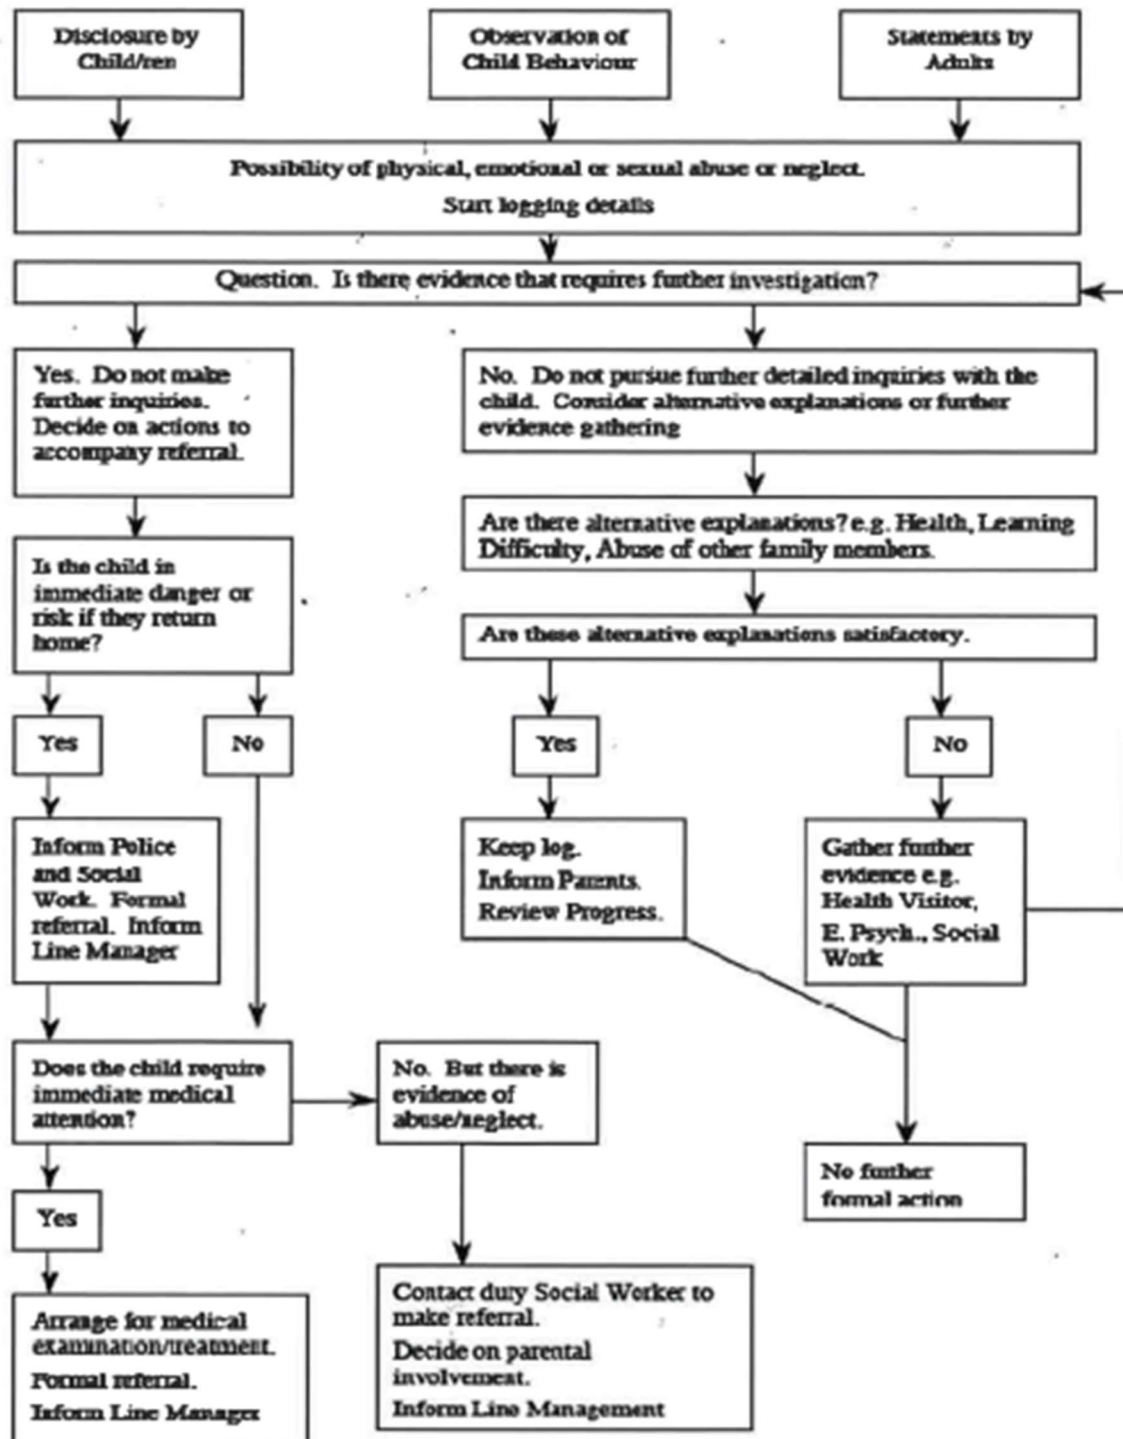 Disclosure by
Child/ren
Observation of
Child Behaviour
Statements by
Adults
Possibility of physical, emotional or sexual abuse or neglect.
Start logging details
Question. Is there evidence that requires further investigation?
Yes. Do not make
further inquiries.
Decide on actions to
accompany referral.
No. Do not pursue further detailed inquiries with the
child. Consider alternative explanations or further
evidence gathering
Are there alternative explanations? e.g. Health, Learning
Difficulty, Abuse of other family members.
Is the child in
immediate danger or
risk if they return
home?
Are these alternative explanations satisfactory.
Yes
No
Yes
No
Inform Police
and Social
Work. Formal
referral. Inform
Line Manager
Keep log.
Inform Parents.
Review Progress.
Gather further
evidence e.g.
Health Visitor,
E. Psych., Social
Work
Does the child require
immediate medical
attention?
No. But there is
evidence of
abuse/neglect.
No further
formal action
Yes
Arrange for medical
examination/treatment.
Formal referral.
Inform Line Manager
Contact duty Social Worker to
make referral.
Decide on parental
involvement.
Inform Line Management